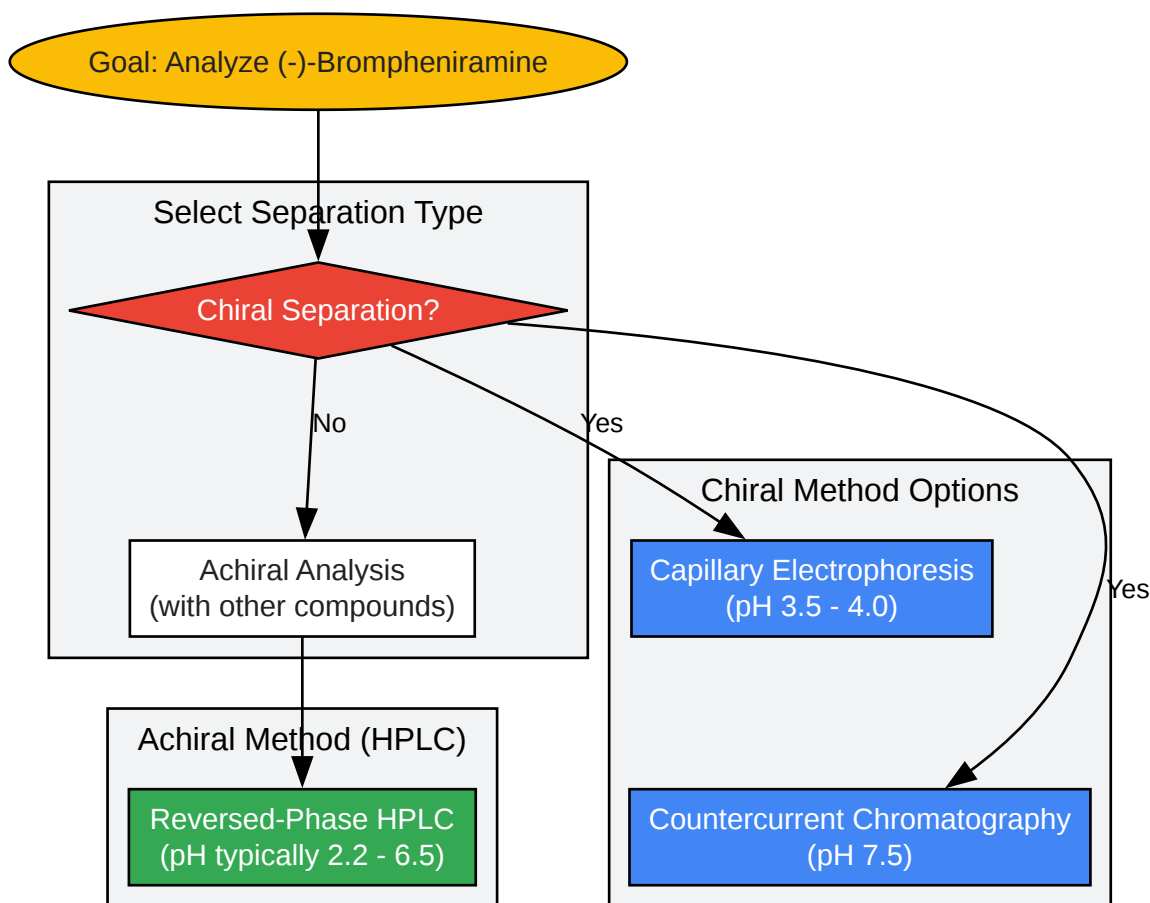 Goal: Analyze (-)-Brompheniramine
Select Separation Type
Chiral Separation?
No
Yes
Chiral Method Options
Achiral Analysis
(with other compounds)
Capillary Electrophoresis
(pH 3.5 - 4.0)
Yes
Achiral Method (HPLC)
Reversed-Phase HPLC
(pH typically 2.2 - 6.5)
Countercurrent Chromatography
(pH 7.5)